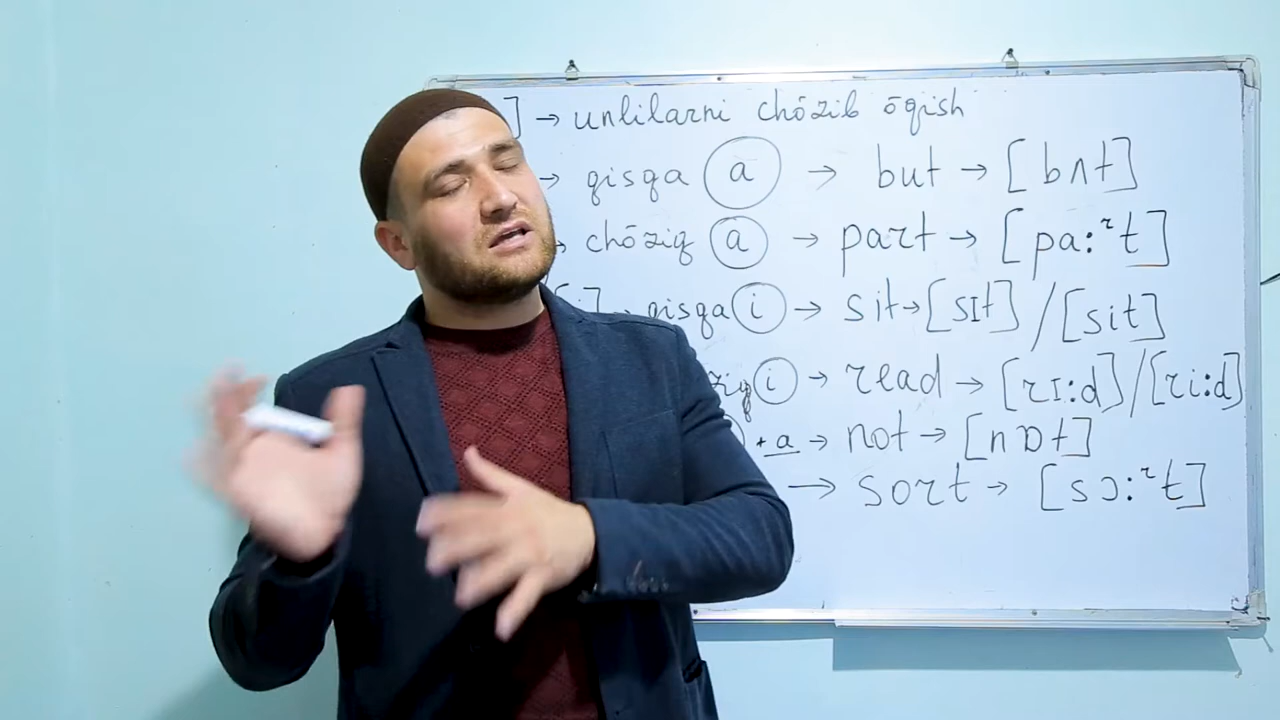 ] → unlilarni chōzib ōqish
→ qisqa a → but → [bʌt]
chōziq a → part → [pa:ʳt]
[i] → qisqa i → sit → [sɪt] / [sit]
ziq i → read → [rɪ:d] / [ri:d]
+ a → not → [nɒt]
→ sort → [sɔ:ʳt]